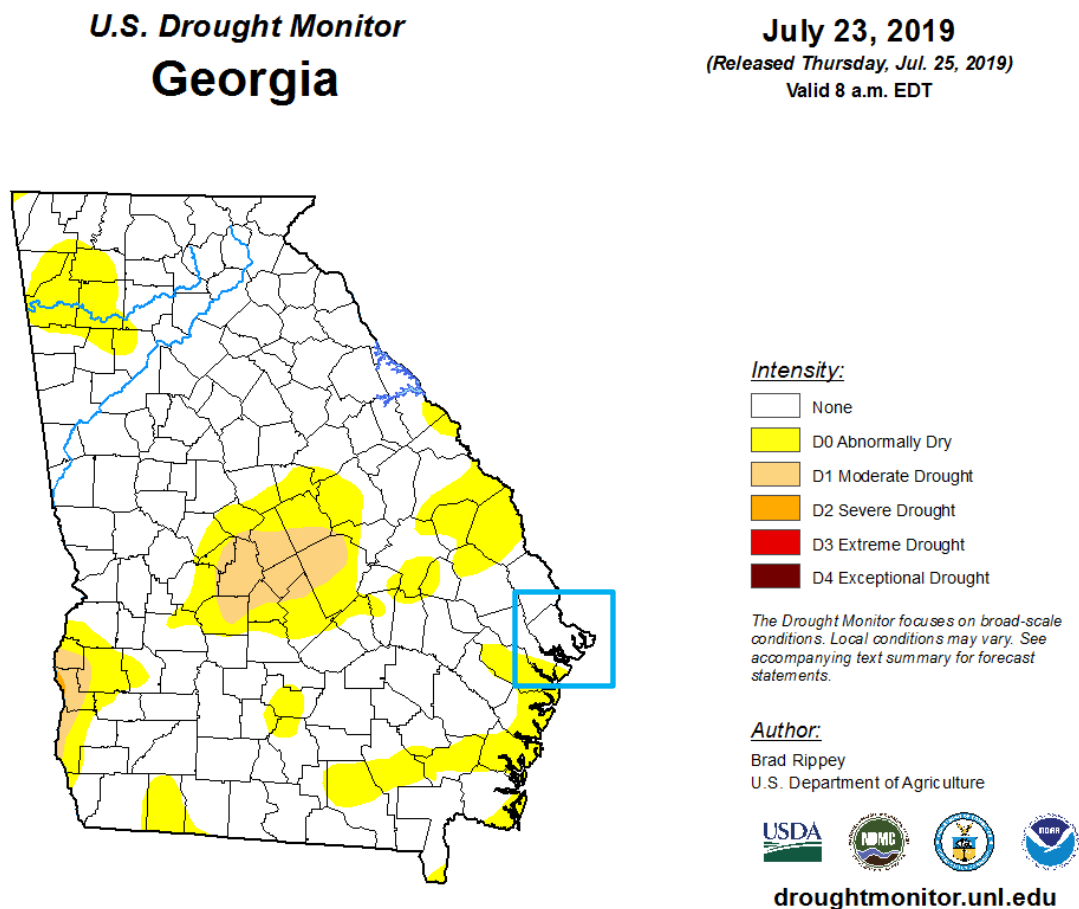 U.S. Drought Monitor
Georgia
July 23, 2019
(Released Thursday, Jul. 25, 2019)
Valid 8 a.m. EDT
Intensity:
None
D0 Abnormally Dry
D1 Moderate Drought
D2 Severe Drought
D3 Extreme Drought
D4 Exceptional Drought
The Drought Monitor focuses on broad-scale
conditions. Local conditions may vary. See
accompanying text summary for forecast
statements.
Author:
Brad Rippey
U.S. Department of Agriculture
USDA
NDMC
NOAA
droughtmonitor.unl.edu